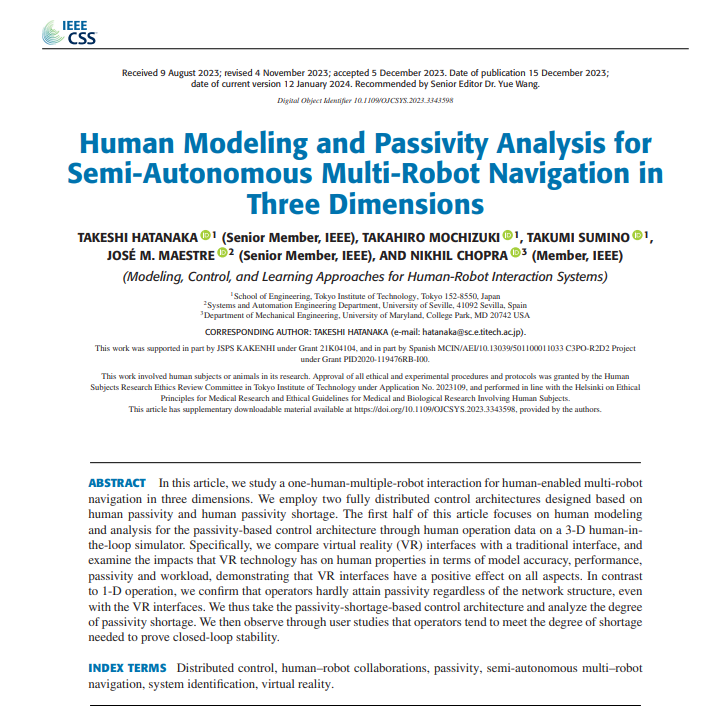 IEEE
CSS
Received 9 August 2023; revised 4 November 2023; accepted 5 December 2023. Date of publication 15 December 2023;
date of current version 12 January 2024. Recommended by Senior Editor Dr. Yue Wang.
Digital Object Identifier 10.1109/OJCSYS.2023.3343598
Human Modeling and Passivity Analysis for
Semi-Autonomous Multi-Robot Navigation in
Three Dimensions
TAKESHI HATANAKA iD 1 (Senior Member, IEEE), TAKAHIRO MOCHIZUKI iD 1, TAKUMI SUMINO iD 1,
JOSÉ M. MAESTRE iD 2 (Senior Member, IEEE), AND NIKHIL CHOPRA iD 3 (Member, IEEE)
(Modeling, Control, and Learning Approaches for Human-Robot Interaction Systems)
1School of Engineering, Tokyo Institute of Technology, Tokyo 152-8550, Japan
2Systems and Automation Engineering Department, University of Seville, 41092 Sevilla, Spain
3Department of Mechanical Engineering, University of Maryland, College Park, MD 20742 USA
CORRESPONDING AUTHOR: TAKESHI HATANAKA (e-mail: hatanaka@sc.e.titech.ac.jp).
This work was supported in part by JSPS KAKENHI under Grant 21K04104, and in part by Spanish MCIN/AEI/10.13039/501100011033 C3PO-R2D2 Project
under Grant PID2020-119476RB-I00.
This work involved human subjects or animals in its research. Approval of all ethical and experimental procedures and protocols was granted by the Human
Subjects Research Ethics Review Committee in Tokyo Institute of Technology under Application No. 2023109, and performed in line with the Helsinki on Ethical
Principles for Medical Research and Ethical Guidelines for Medical and Biological Research Involving Human Subjects.
This article has supplementary downloadable material available at https://doi.org/10.1109/OJCSYS.2023.3343598, provided by the authors.
ABSTRACT In this article, we study a one-human-multiple-robot interaction for human-enabled multi-robot
navigation in three dimensions. We employ two fully distributed control architectures designed based on
human passivity and human passivity shortage. The first half of this article focuses on human modeling
and analysis for the passivity-based control architecture through human operation data on a 3-D human-in-
the-loop simulator. Specifically, we compare virtual reality (VR) interfaces with a traditional interface, and
examine the impacts that VR technology has on human properties in terms of model accuracy, performance,
passivity and workload, demonstrating that VR interfaces have a positive effect on all aspects. In contrast
to 1-D operation, we confirm that operators hardly attain passivity regardless of the network structure, even
with the VR interfaces. We thus take the passivity-shortage-based control architecture and analyze the degree
of passivity shortage. We then observe through user studies that operators tend to meet the degree of shortage
needed to prove closed-loop stability.
INDEX TERMS Distributed control, human–robot collaborations, passivity, semi-autonomous multi–robot
navigation, system identification, virtual reality.